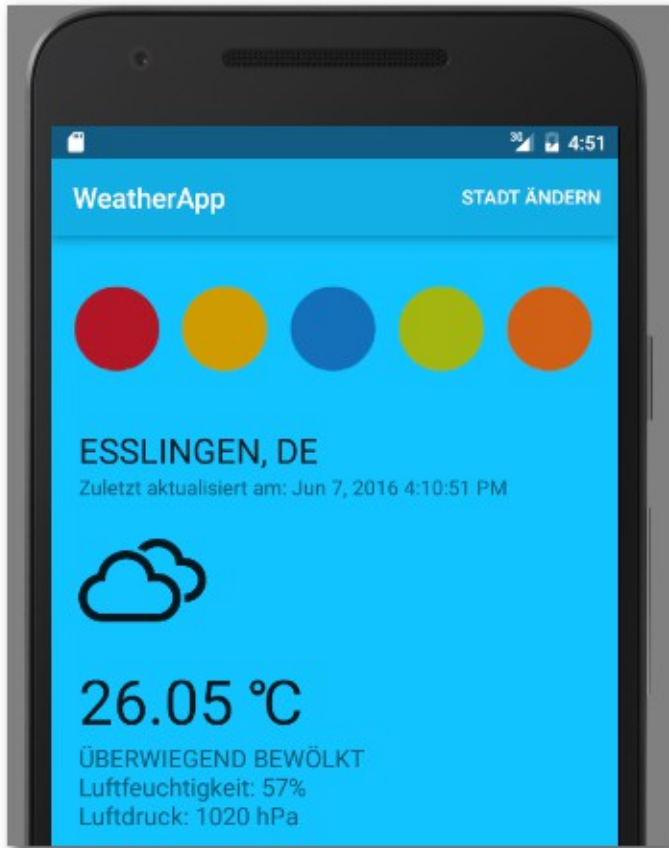 3G 4:51
WeatherApp STADT ÄNDERN
ESSLINGEN, DE
Zuletzt aktualisiert am: Jun 7, 2016 4:10:51 PM
26.05 °C
ÜBERWIEGEND BEWÖLKT
Luftfeuchtigkeit: 57%
Luftdruck: 1020 hPa